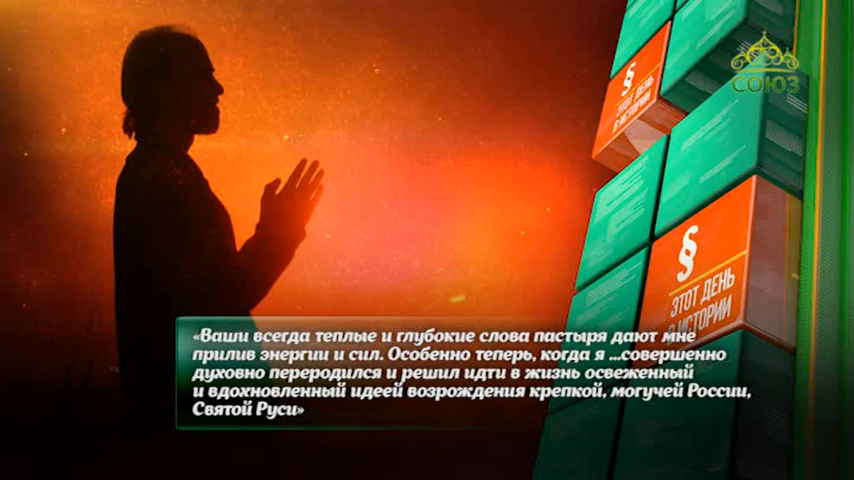 СОЮЗ
§
ЭТОТ ДЕНЬ
В ИСТОРИИ
§
ЭТОТ ДЕНЬ
В ИСТОРИИ
«Ваши всегда теплые и глубокие слова пастыря дают мне
прилив энергии и сил. Особенно теперь, когда я ...совершенно
духовно переродился и решил идти в жизнь освеженный
и вдохновленный идеей возрождения крепкой, могучей России,
Святой Руси»